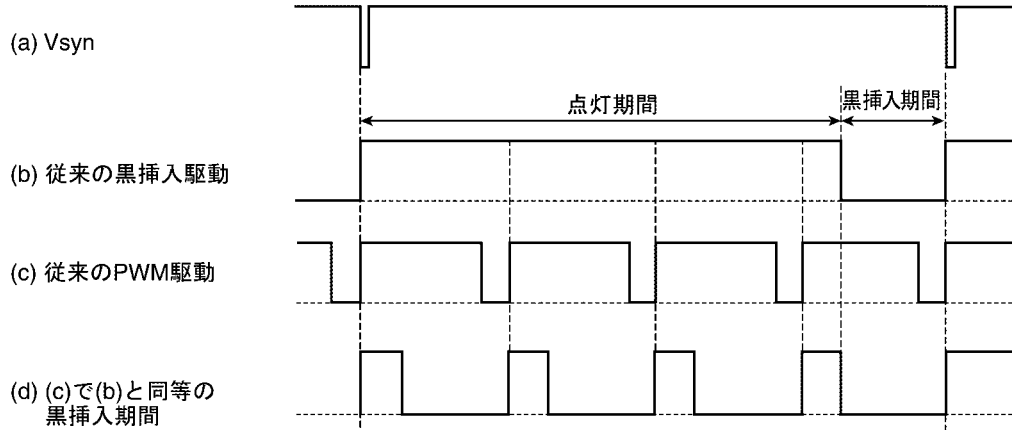 (a) Vsyn
点灯期間
黒挿入期間
(b) 従来の黒挿入駆動
(c) 従来のPWM駆動
(d) (c)で(b)と同等の
黒挿入期間